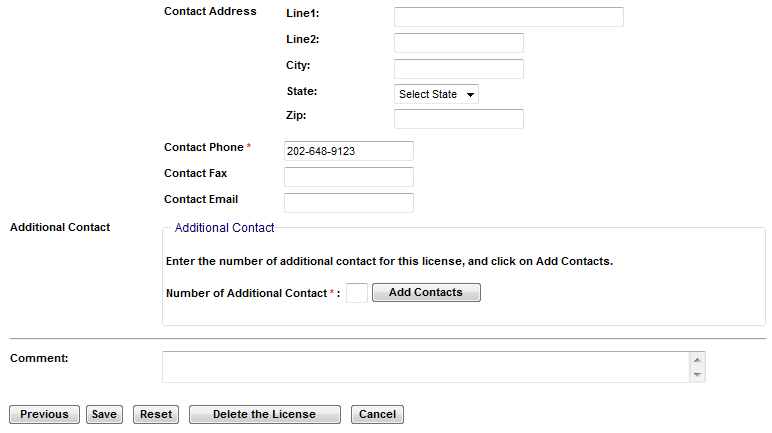 Contact Address Line1:
Line2:
City:
State: Select State
Zip:
Contact Phone * 202-648-9123
Contact Fax
Contact Email
Additional Contact Additional Contact
Enter the number of additional contact for this license, and click on Add Contacts.
Number of Additional Contact * : Add Contacts
Comment:
Previous Save Reset Delete the License Cancel